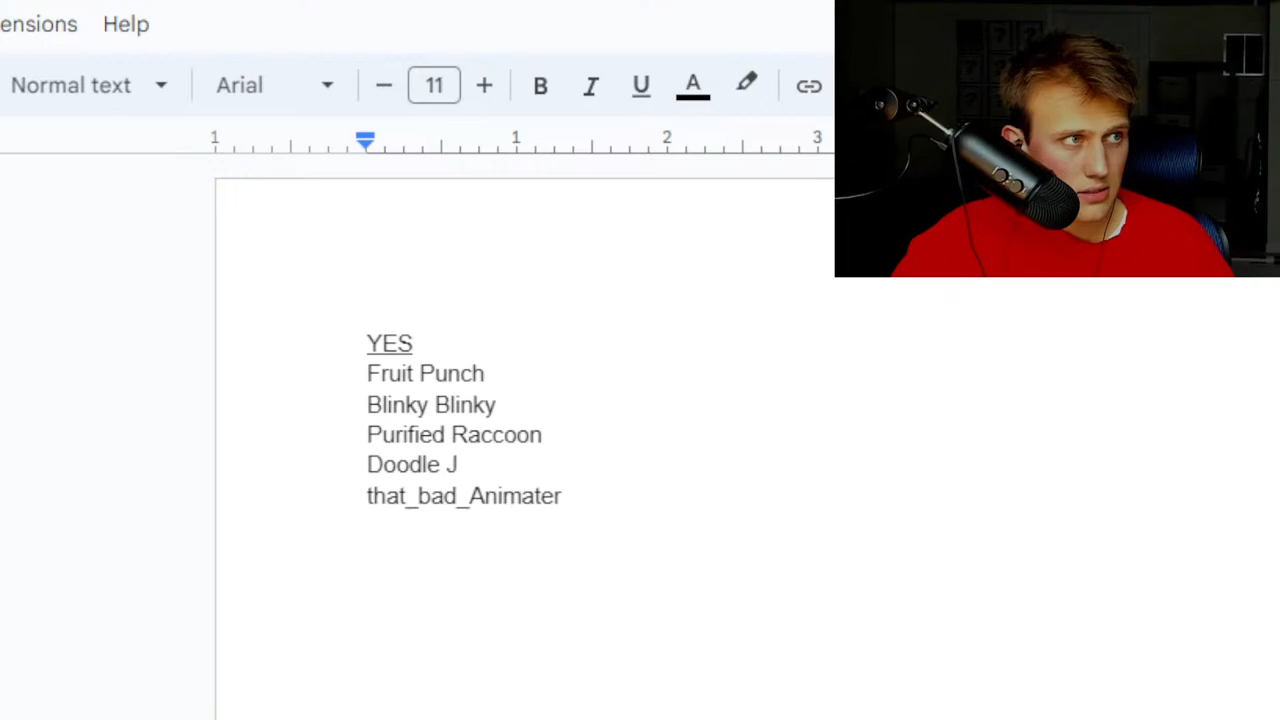 ensions Help
Normal text Arial 11 B I U A
1 1 2 3
YES
Fruit Punch
Blinky Blinky
Purified Raccoon
Doodle J
that_bad_Animater